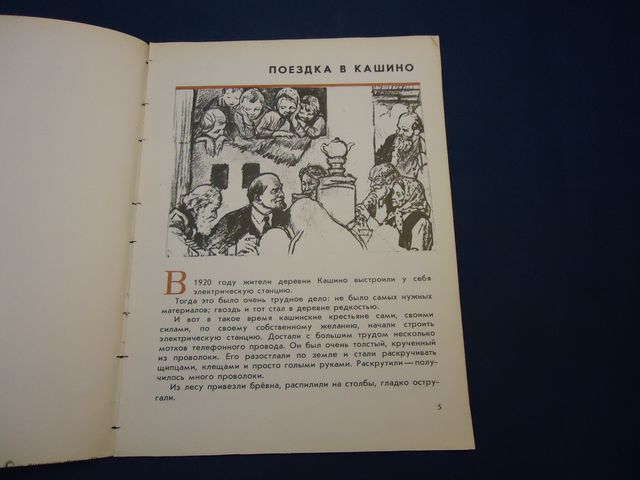 ПОЕЗДКА В КАШИНО
В 1920 году жители деревни Кашино выстроили у себя
электрическую станцию.
Тогда это было очень трудное дело: не было самых нужных
материалов; гвоздь и тот стал в деревне редкостью.
И вот в такое время кашинские крестьяне сами, своими
силами, по своему собственному желанию, начали строить
электрическую станцию. Достали с большим трудом несколько
мотков телефонного провода. Он был очень толстый, кручённый
из проволоки. Его разостлали по земле и стали раскручивать
щипцами, клещами и просто голыми руками. Раскрутили — полу-
чилось много проволоки.
Из лесу привезли брёвна, распилили на столбы, гладко остру-
гали.
5